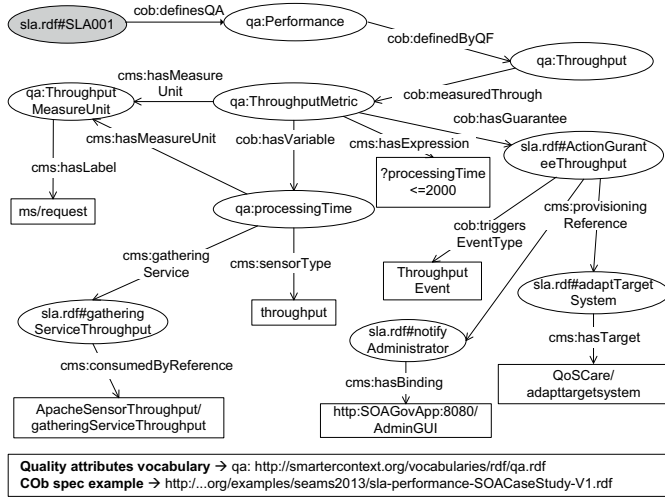 sla.rdf#SLA001
cob:definesQA
qa:Performance
cob:definedByQF
qa:Throughput
cob:measuredThrough
qa:ThroughputMetric
cms:hasMeasure
Unit
qa:Throughput
MeasureUnit
cms:hasMeasureUnit
cms:hasLabel
ms/request
cob:hasVariable
cms:hasExpression
?processingTime
<=2000
cob:hasGuarantee
sla.rdf#ActionGurant
eeThroughput
qa:processingTime
cms:gathering
Service
cms:sensorType
throughput
sla.rdf#gathering
ServiceThroughput
cms:consumedByReference
ApacheSensorThroughput/
gatheringServiceThroughput
cob:triggers
EventType
Throughput
Event
cms:provisioning
Reference
sla.rdf#adaptTarget
System
cms:hasTarget
QoSCare/
adapttargetsystem
sla.rdf#notify
Administrator
cms:hasBinding
http:SOAGovApp:8080/
AdminGUI
Quality attributes vocabulary → qa: http://smartercontext.org/vocabularies/rdf/qa.rdf
COb spec example → http:/...org/examples/seams2013/sla-performance-SOACaseStudy-V1.rdf